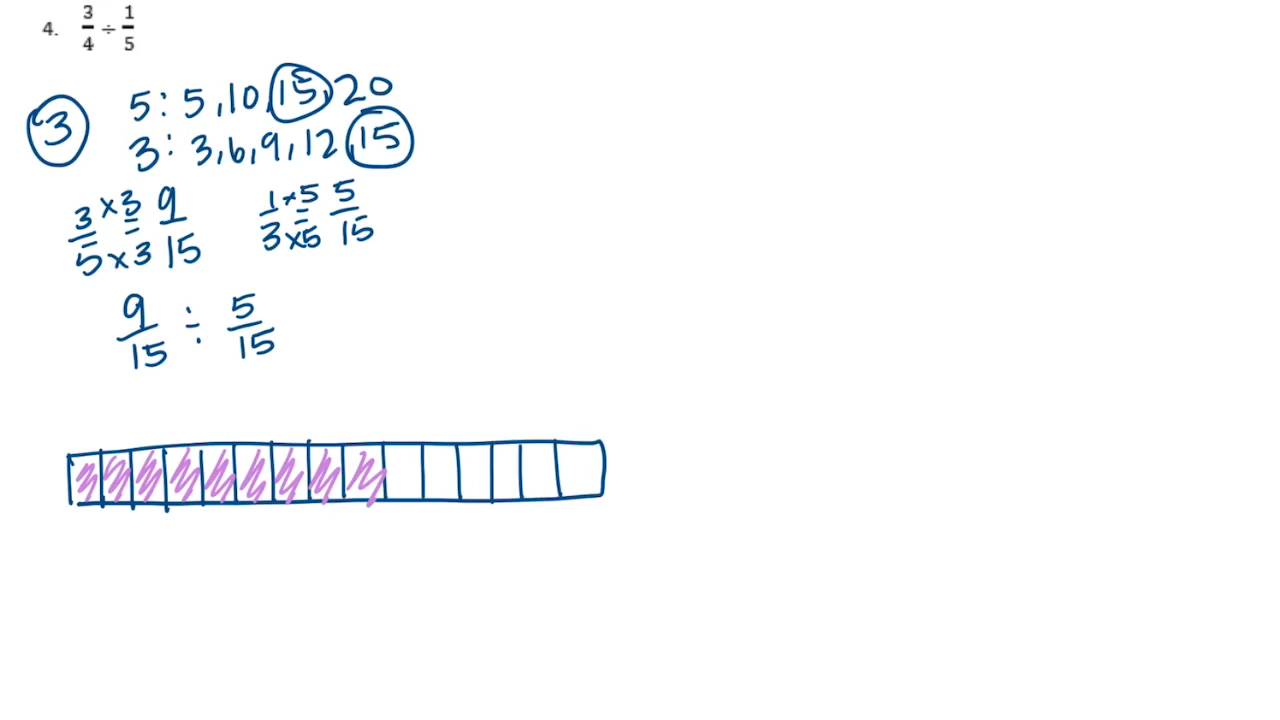 4. 3/4 ÷ 1/5
5: 5, 10, 15, 20
3 3: 3, 6, 9, 12, 15
3/5 × 3/3 = 9/15 1/3 × 5/5 = 5/15
9/15 ÷ 5/15